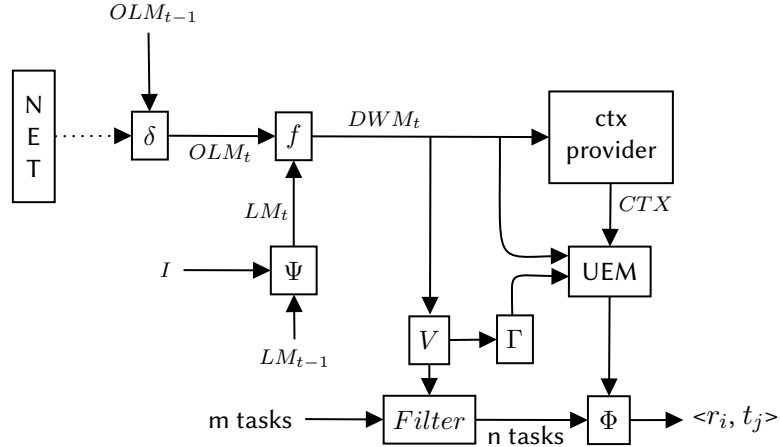 OLM_{t-1}
N
E
T
δ
OLM_t
f
DWM_t
ctx
provider
CTX
LM_t
I
Ψ
UEM
LM_{t-1}
V
Γ
m tasks
Filter
n tasks
Φ
<r_i, t_j>